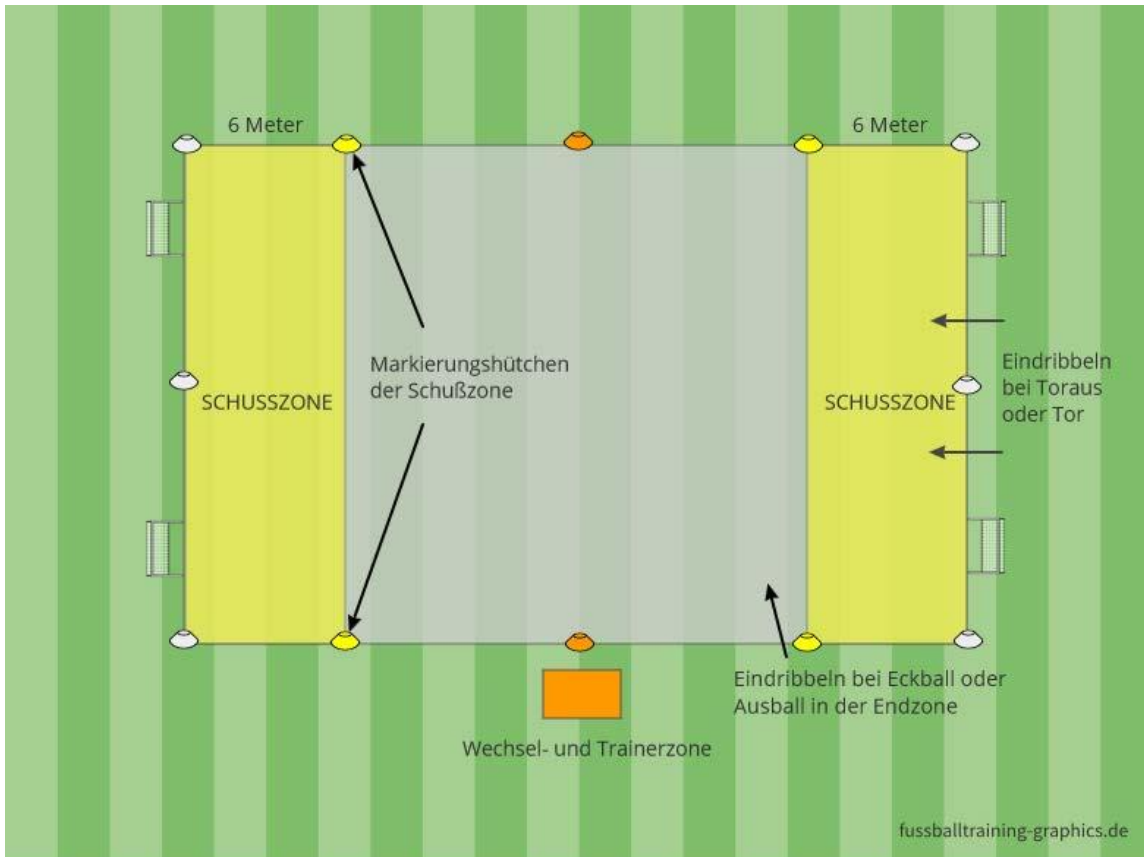 6 Meter
6 Meter
Markierungshütchen
der Schußzone
SCHUSSZONE
SCHUSSZONE
Eindribbeln
bei Toraus
oder Tor
Eindribbeln bei Eckball oder
Ausball in der Endzone
Wechsel- und Trainerzone
fussballtraining-graphics.de